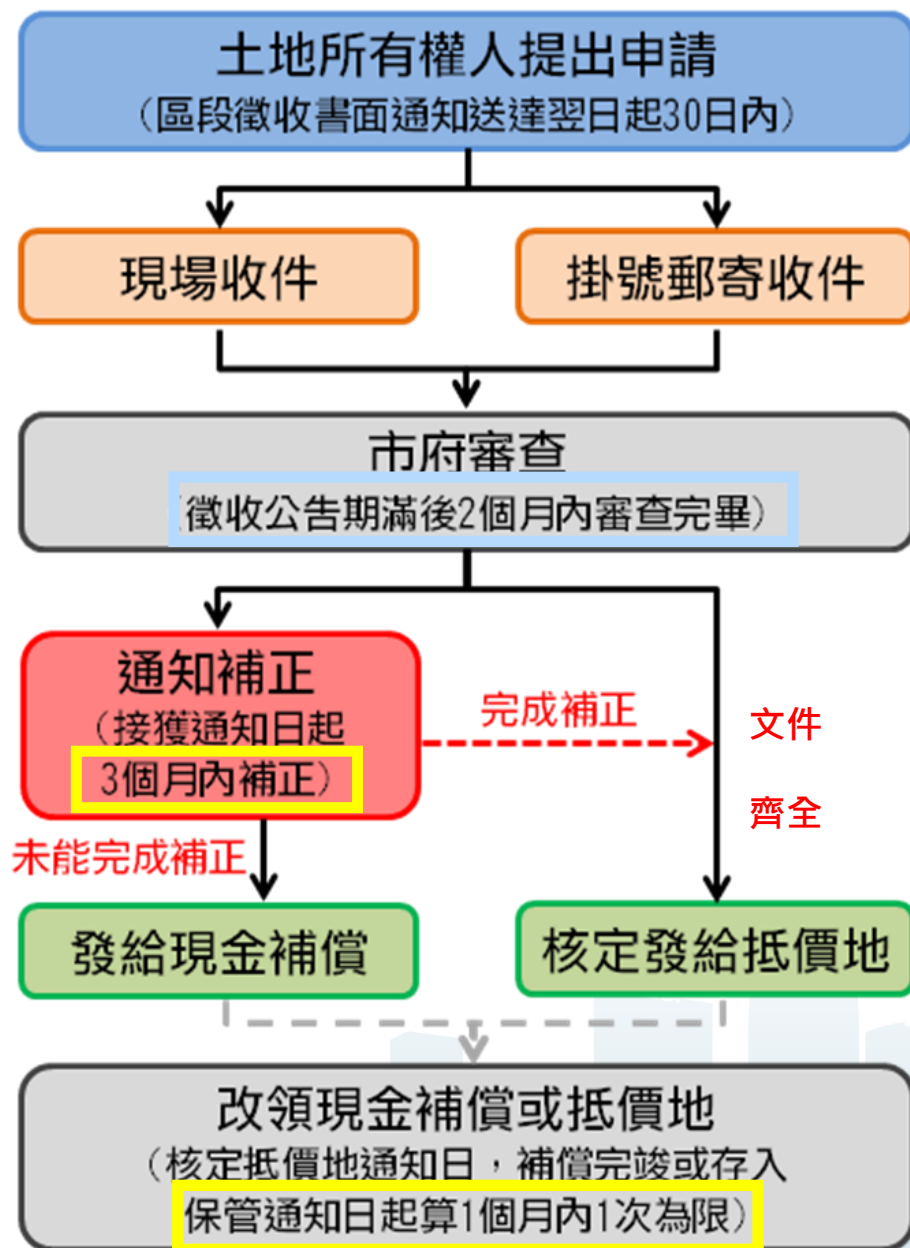 土地所有權人提出申請
（區段徵收書面通知送達翌日起30日內）
現場收件
掛號郵寄收件
市府審查
（徵收公告期滿後2個月內審查完畢）
通知補正
（接獲通知日起
3個月內補正）
完成補正
文件
齊全
未能完成補正
發給現金補償
核定發給抵價地
改領現金補償或抵價地
（核定抵價地通知日，補償完竣或存入
保管通知日起算1個月內1次為限）